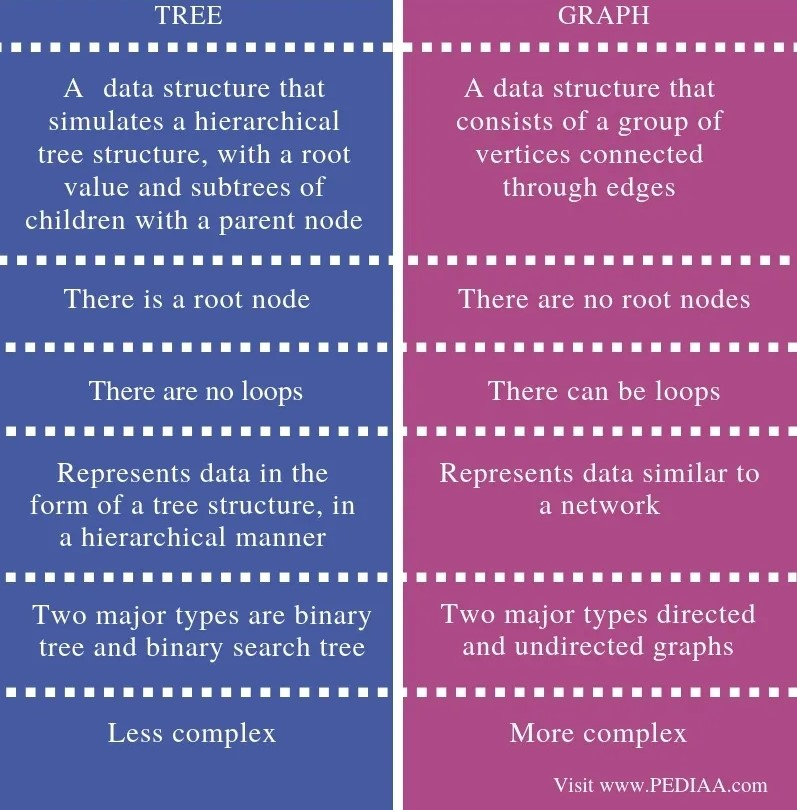 TREE
A data structure that
simulates a hierarchical
tree structure, with a root
value and subtrees of
children with a parent node
There is a root node
There are no loops
Represents data in the
form of a tree structure, in
a hierarchical manner
Two major types are binary
tree and binary search tree
Less complex
GRAPH
A data structure that
consists of a group of
vertices connected
through edges
There are no root nodes
There can be loops
Represents data similar to
a network
Two major types directed
and undirected graphs
More complex
Visit www.PEDIAA.com